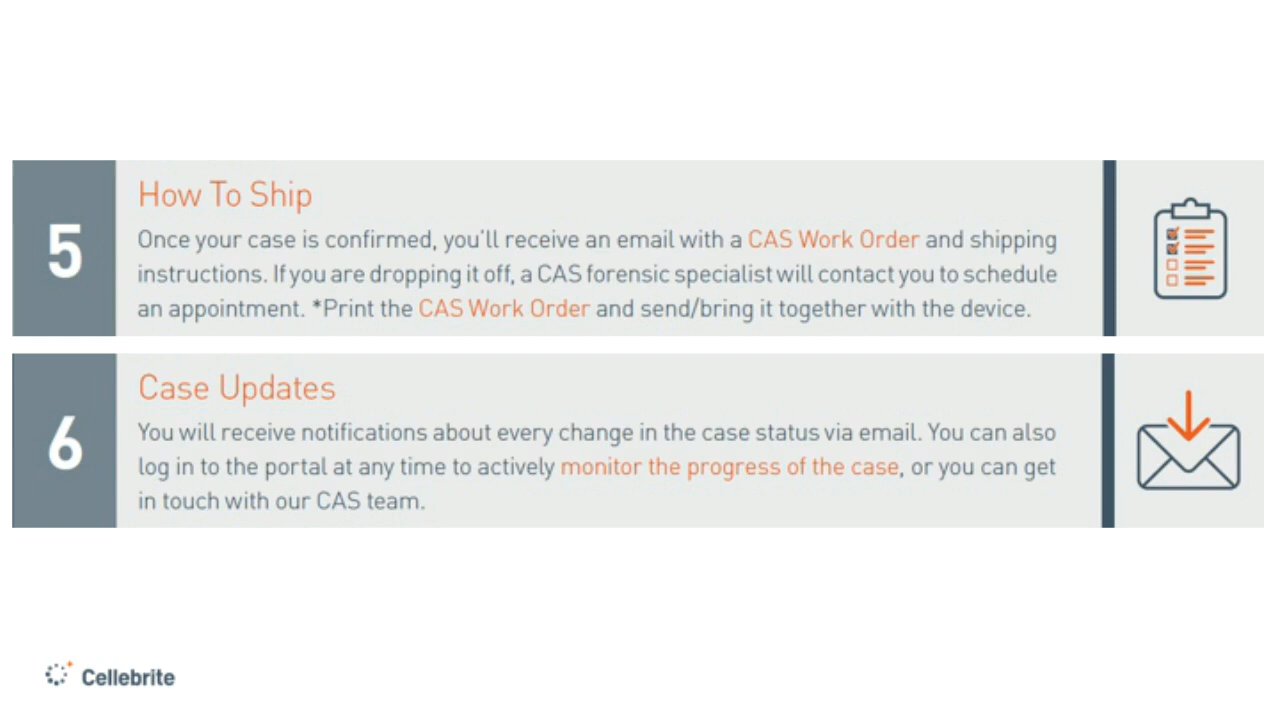 5
How To Ship
Once your case is confirmed, you'll receive an email with a CAS Work Order and shipping
instructions. If you are dropping it off, a CAS forensic specialist will contact you to schedule
an appointment. *Print the CAS Work Order and send/bring it together with the device.
6
Case Updates
You will receive notifications about every change in the case status via email. You can also
log in to the portal at any time to actively monitor the progress of the case, or you can get
in touch with our CAS team.
Cellebrite